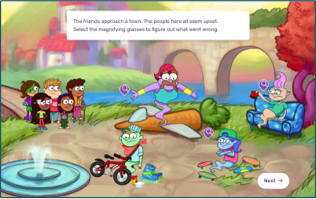 The friends approach a town. The people here all seem upset.
Select the magnifying glasses to figure out what went wrong.
Next →